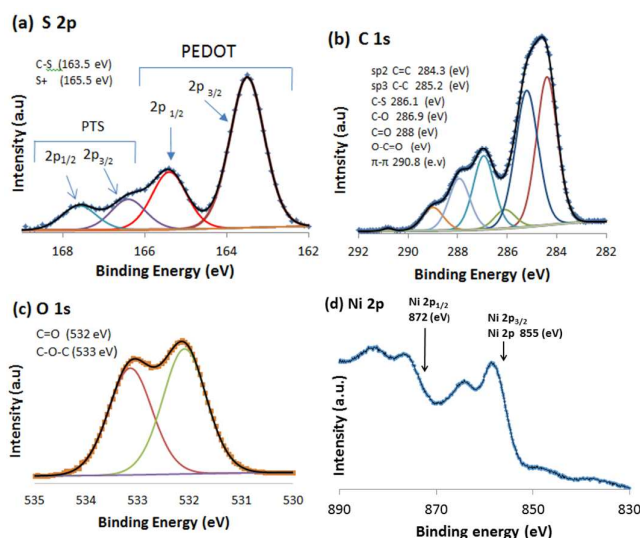 (a) S 2p
C-S (163.5 eV)
S+ (165.5 eV)
PEDOT
2p 3/2
2p 1/2
PTS
2p1/2
2p3/2
168
166
164
162
Binding Energy (eV)
Intensity (a.u)
(b) C 1s
sp2 C=C 284.3 (eV)
sp3 C-C 285.2 (eV)
C-S 286.1 (eV)
C-O 286.9 (eV)
C=O 288 (eV)
O-C=O (eV)
π-π 290.8 (e.v)
292
290
288
286
284
282
Binding Energy (eV)
Intnsity (a.u)
(c) O 1s
C=O (532 eV)
C-O-C (533 eV)
535
534
533
532
531
530
Binding Energy (eV)
Intensity (a.u)
(d) Ni 2p
Ni 2p1/2
872 (eV)
Ni 2p3/2
Ni 2p 855 (eV)
890
870
850
830
Binding energy (eV)
Intensity (a.u.)